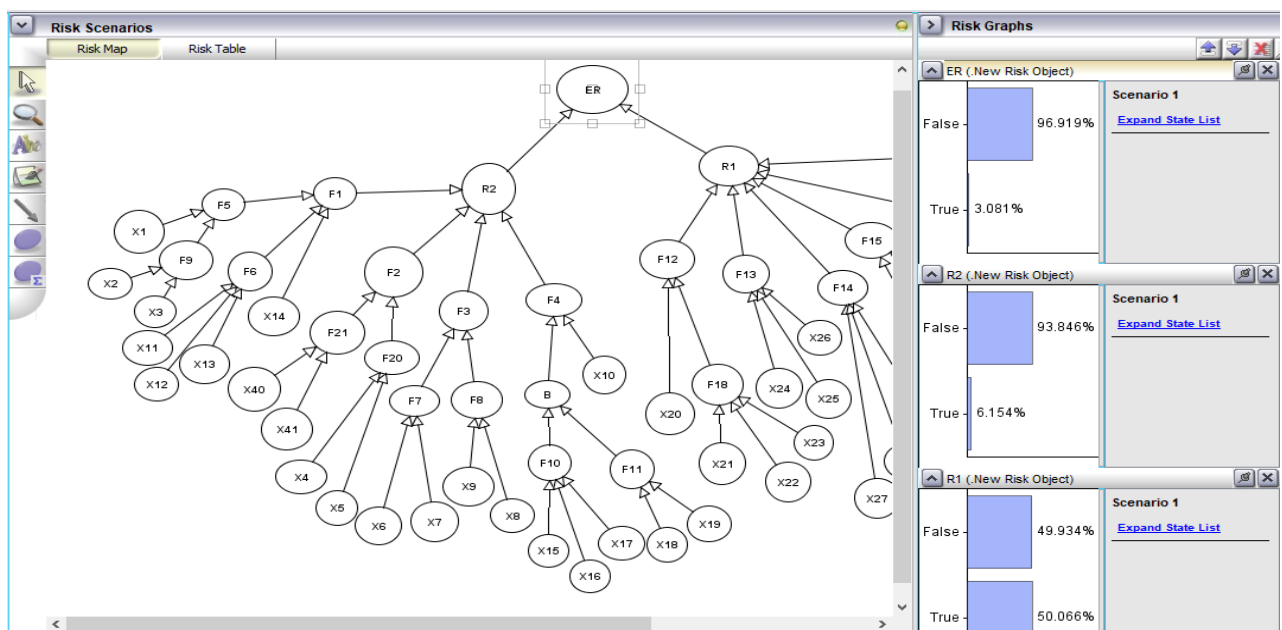 Risk Scenarios
Risk Map
Risk Table
Abc
ER
R2
R1
F5
F1
X1
F9
F6
F2
F12
F13
F15
X2
X3
X14
F3
F4
F14
X11
X12
X13
F21
F20
X26
X40
X41
F7
F8
B
X10
X20
F18
X24
X25
X4
X5
X6
X7
X9
X8
F10
F11
X21
X22
X23
X27
X15
X16
X17
X18
X19
Risk Graphs
ER (.New Risk Object)
Scenario 1
Expand State List
False
96.919%
True
3.081%
R2 (.New Risk Object)
Scenario 1
Expand State List
False
93.846%
True
6.154%
R1 (.New Risk Object)
Scenario 1
Expand State List
False
49.934%
True
50.066%